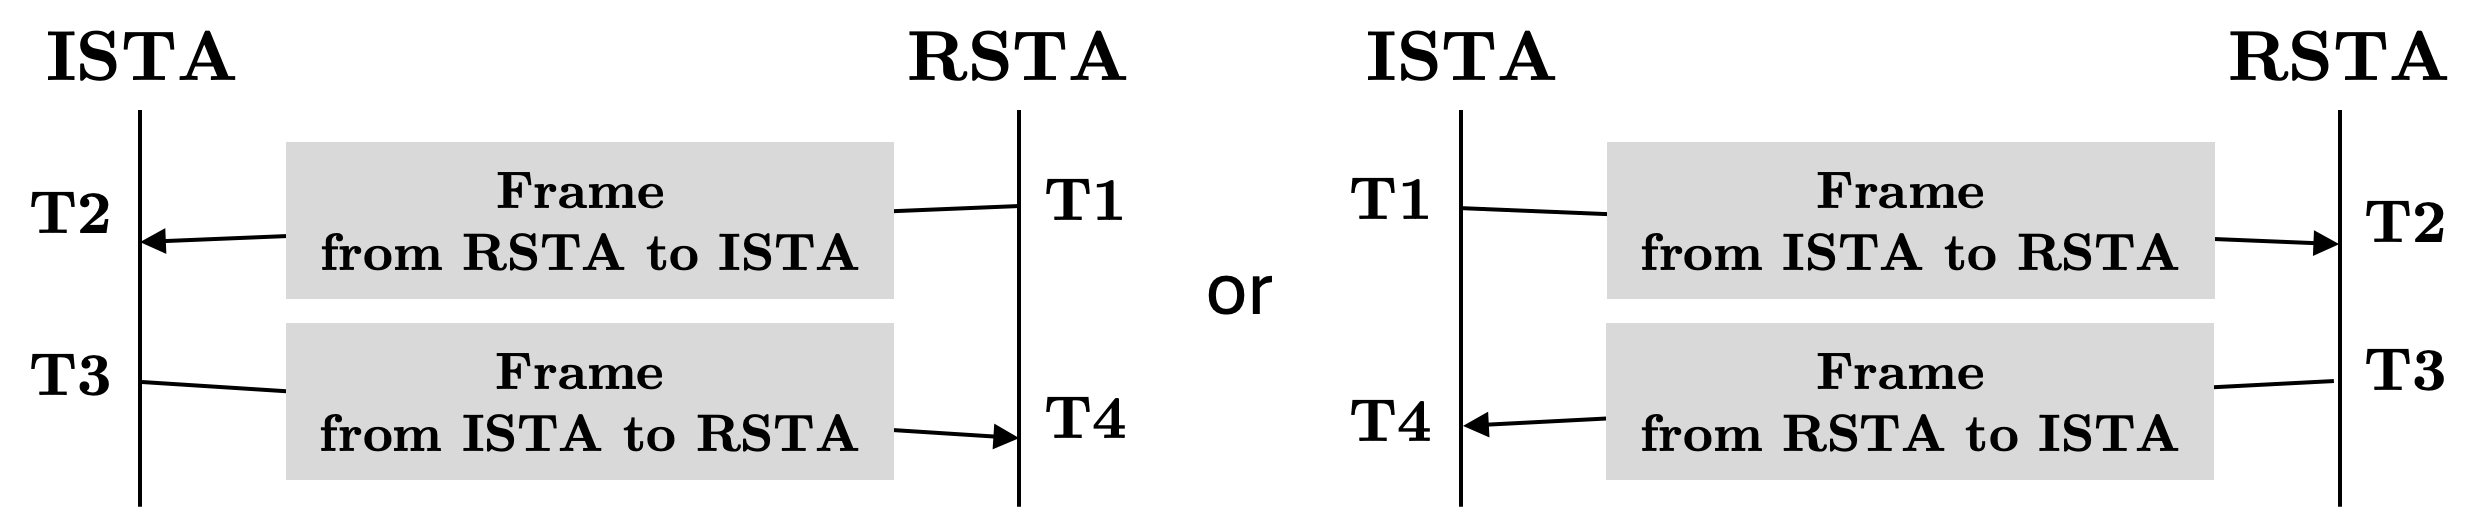 ISTA
RSTA
T2
T1
Frame
from RSTA to ISTA
T3
T4
Frame
from ISTA to RSTA
or
ISTA
RSTA
T1
T2
Frame
from ISTA to RSTA
T4
T3
Frame
from RSTA to ISTA